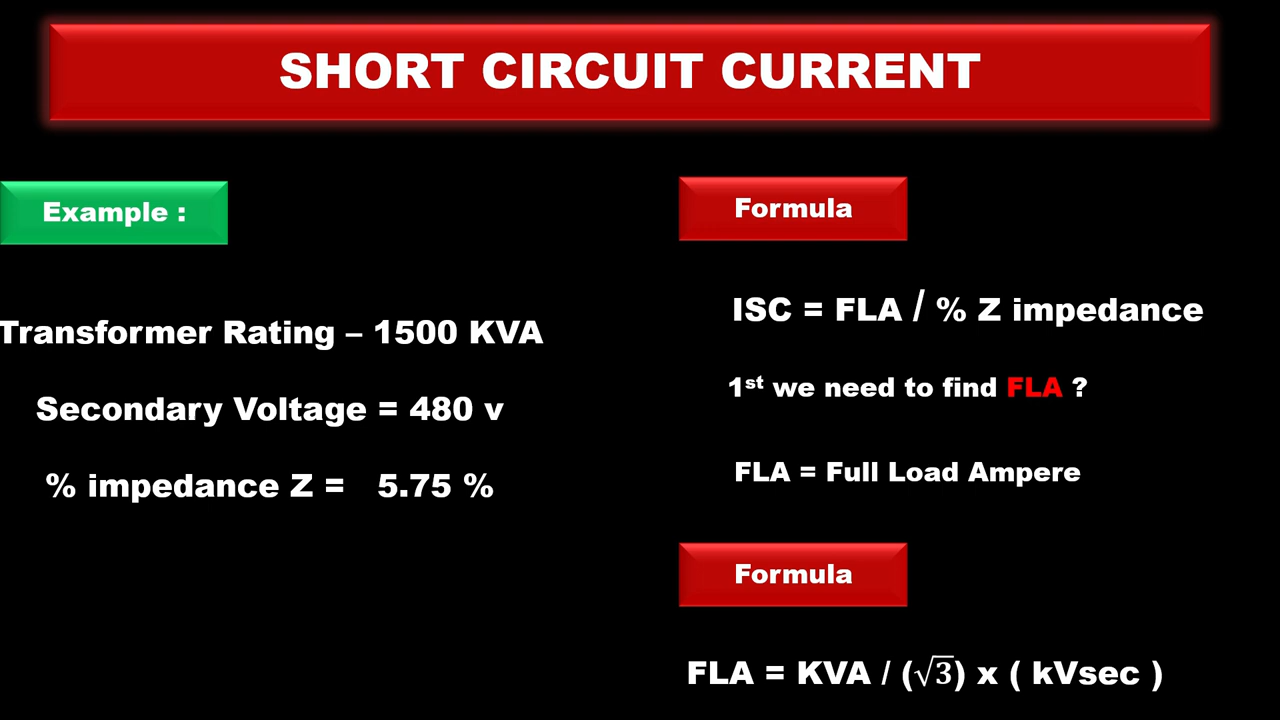 SHORT CIRCUIT CURRENT
Example :
Transformer Rating – 1500 KVA
Secondary Voltage = 480 v
% impedance Z = 5.75 %
Formula
ISC = FLA / % Z impedance
1st we need to find FLA ?
FLA = Full Load Ampere
Formula
FLA = KVA / (√3) x ( kVsec )